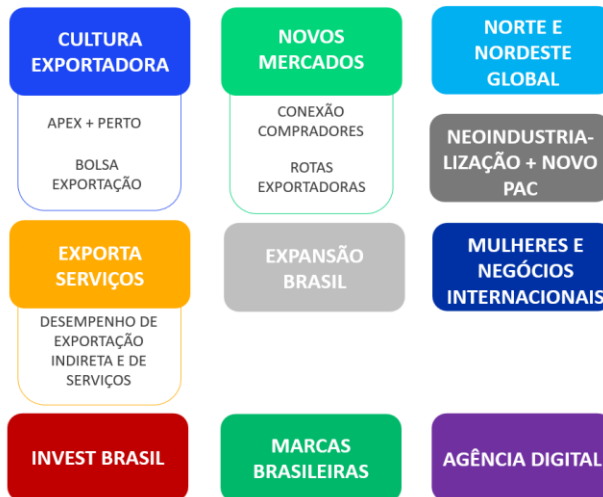 CULTURA
EXPORTADORA
APEX + PERTO
BOLSA
EXPORTAÇÃO
NOVOS
MERCADOS
CONEXÃO
COMPRADORES
ROTAS
EXPORTADORAS
NORTE E
NORDESTE
GLOBAL
NEOINDUSTRIA-
LIZAÇÃO + NOVO
PAC
EXPORTA
SERVIÇOS
DESEMPENHO DE
EXPORTAÇÃO
INDIRETA E DE
SERVIÇOS
EXPANSÃO
BRASIL
MULHERES E
NEGÓCIOS
INTERNACIONAIS
INVEST BRASIL
MARCAS
BRASILEIRAS
AGÊNCIA DIGITAL